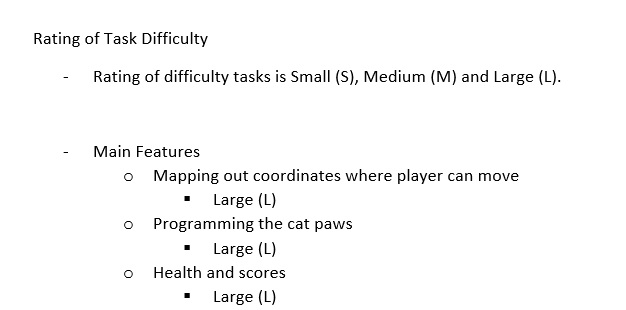 Rating of Task Difficulty
- Rating of difficulty tasks is Small (S), Medium (M) and Large (L).
- Main Features
o Mapping out coordinates where player can move
▪ Large (L)
o Programming the cat paws
▪ Large (L)
o Health and scores
▪ Large (L)